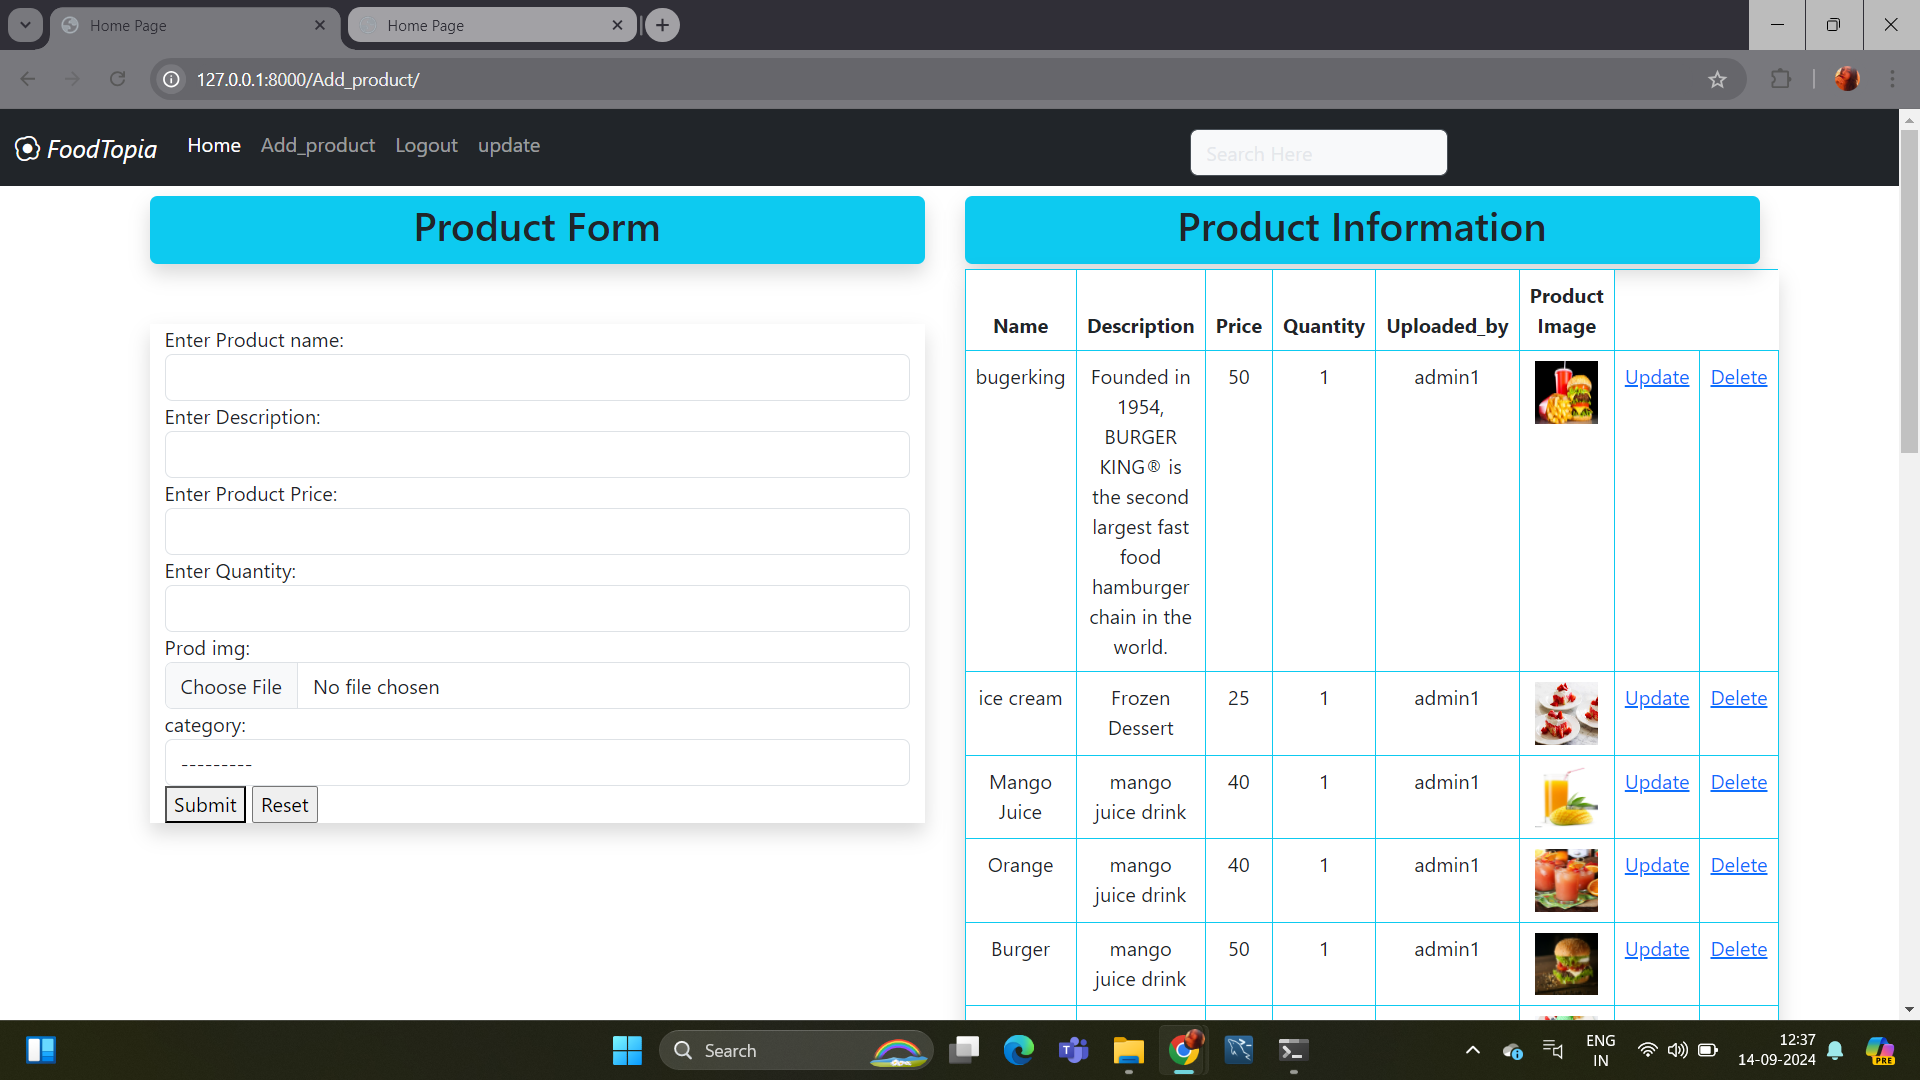 Home Page
Home Page
127.0.0.1:8000/Add_product/
FoodTopia
Home
Add_product
Logout
update
Search Here
Product Form
Enter Product name:
Enter Description:
Enter Product Price:
Enter Quantity:
Prod img:
Choose File No file chosen
category:
---------
Submit
Reset
Product Information
Name Description Price Quantity Uploaded_by Product
Image
bugerking Founded in 50 1 admin1 Update Delete
1954,
BURGER
KING® is
the second
largest fast
food
hamburger
chain in the
world.
ice cream Frozen 25 1 admin1 Update Delete
Dessert
Mango mango 40 1 admin1 Update Delete
Juice juice drink
Orange mango 40 1 admin1 Update Delete
juice drink
Burger mango 50 1 admin1 Update Delete
juice drink
Search
ENG
IN
12:37
14-09-2024
PRE